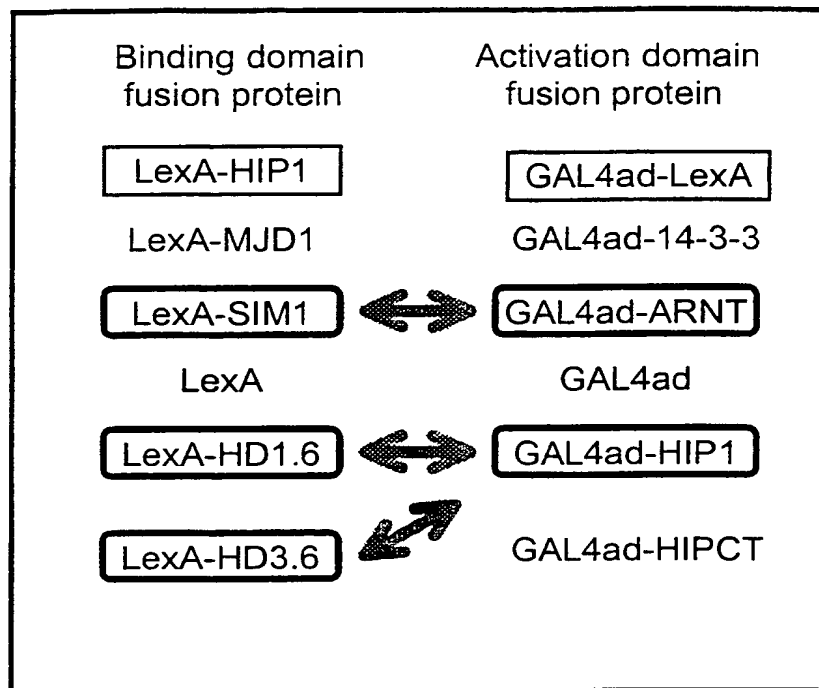 Binding domain fusion protein
Activation domain fusion protein
LexA-HIP1
GAL4ad-LexA
LexA-MJD1
GAL4ad-14-3-3
LexA-SIM1
GAL4ad-ARNT
LexA
GAL4ad
LexA-HD1.6
GAL4ad-HIP1
LexA-HD3.6
GAL4ad-HIPCT